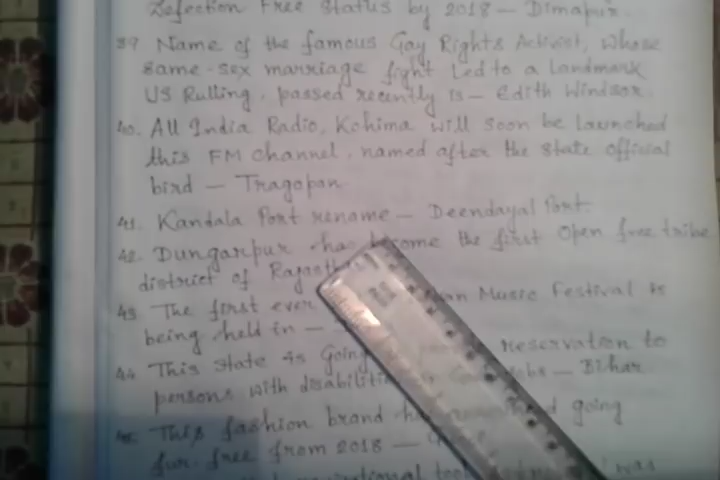 Defection Free Status by 2018 - Dimapur.
39. Name of the famous Gay Rights Activist, whose
same-sex marriage fight led to a landmark
US Rulling, passed recently is - Edith Windsor.
40. All India Radio, Kohima will soon be launched
this FM channel, named after the state official
bird - Tragopan
41. Kandala Port rename - Deendayal Port.
42. Dungarpur has become the first Open free tribe
district of
43. The first ever Music Festival is
being held in -
44. This state is going reservation to
persons with - Bihar
45. This fashion brand going
fur free from 2018 -
was